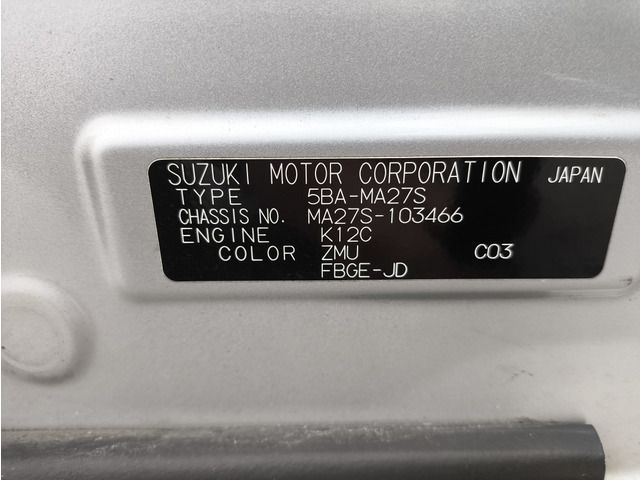 SUZUKI MOTOR CORPORATION JAPAN
TYPE 5BA-MA27S
CHASSIS NO. MA27S-103466
ENGINE K12C
COLOR ZMU C03
FBGE-JD